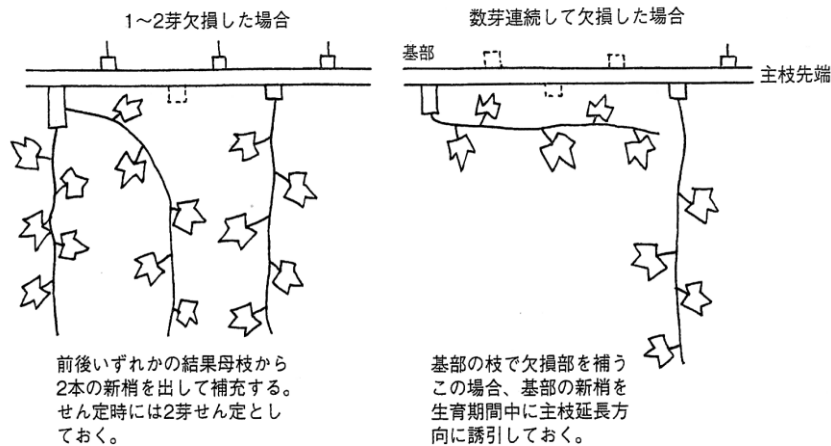 1〜2芽欠損した場合
前後いずれかの結果母枝から
2本の新梢を出して補充する。
せん定時には2芽せん定とし
ておく。
数芽連続して欠損した場合
基部
主枝先端
基部の枝で欠損部を補う
この場合、基部の新梢を
生育期間中に主枝延長方
向に誘引しておく。